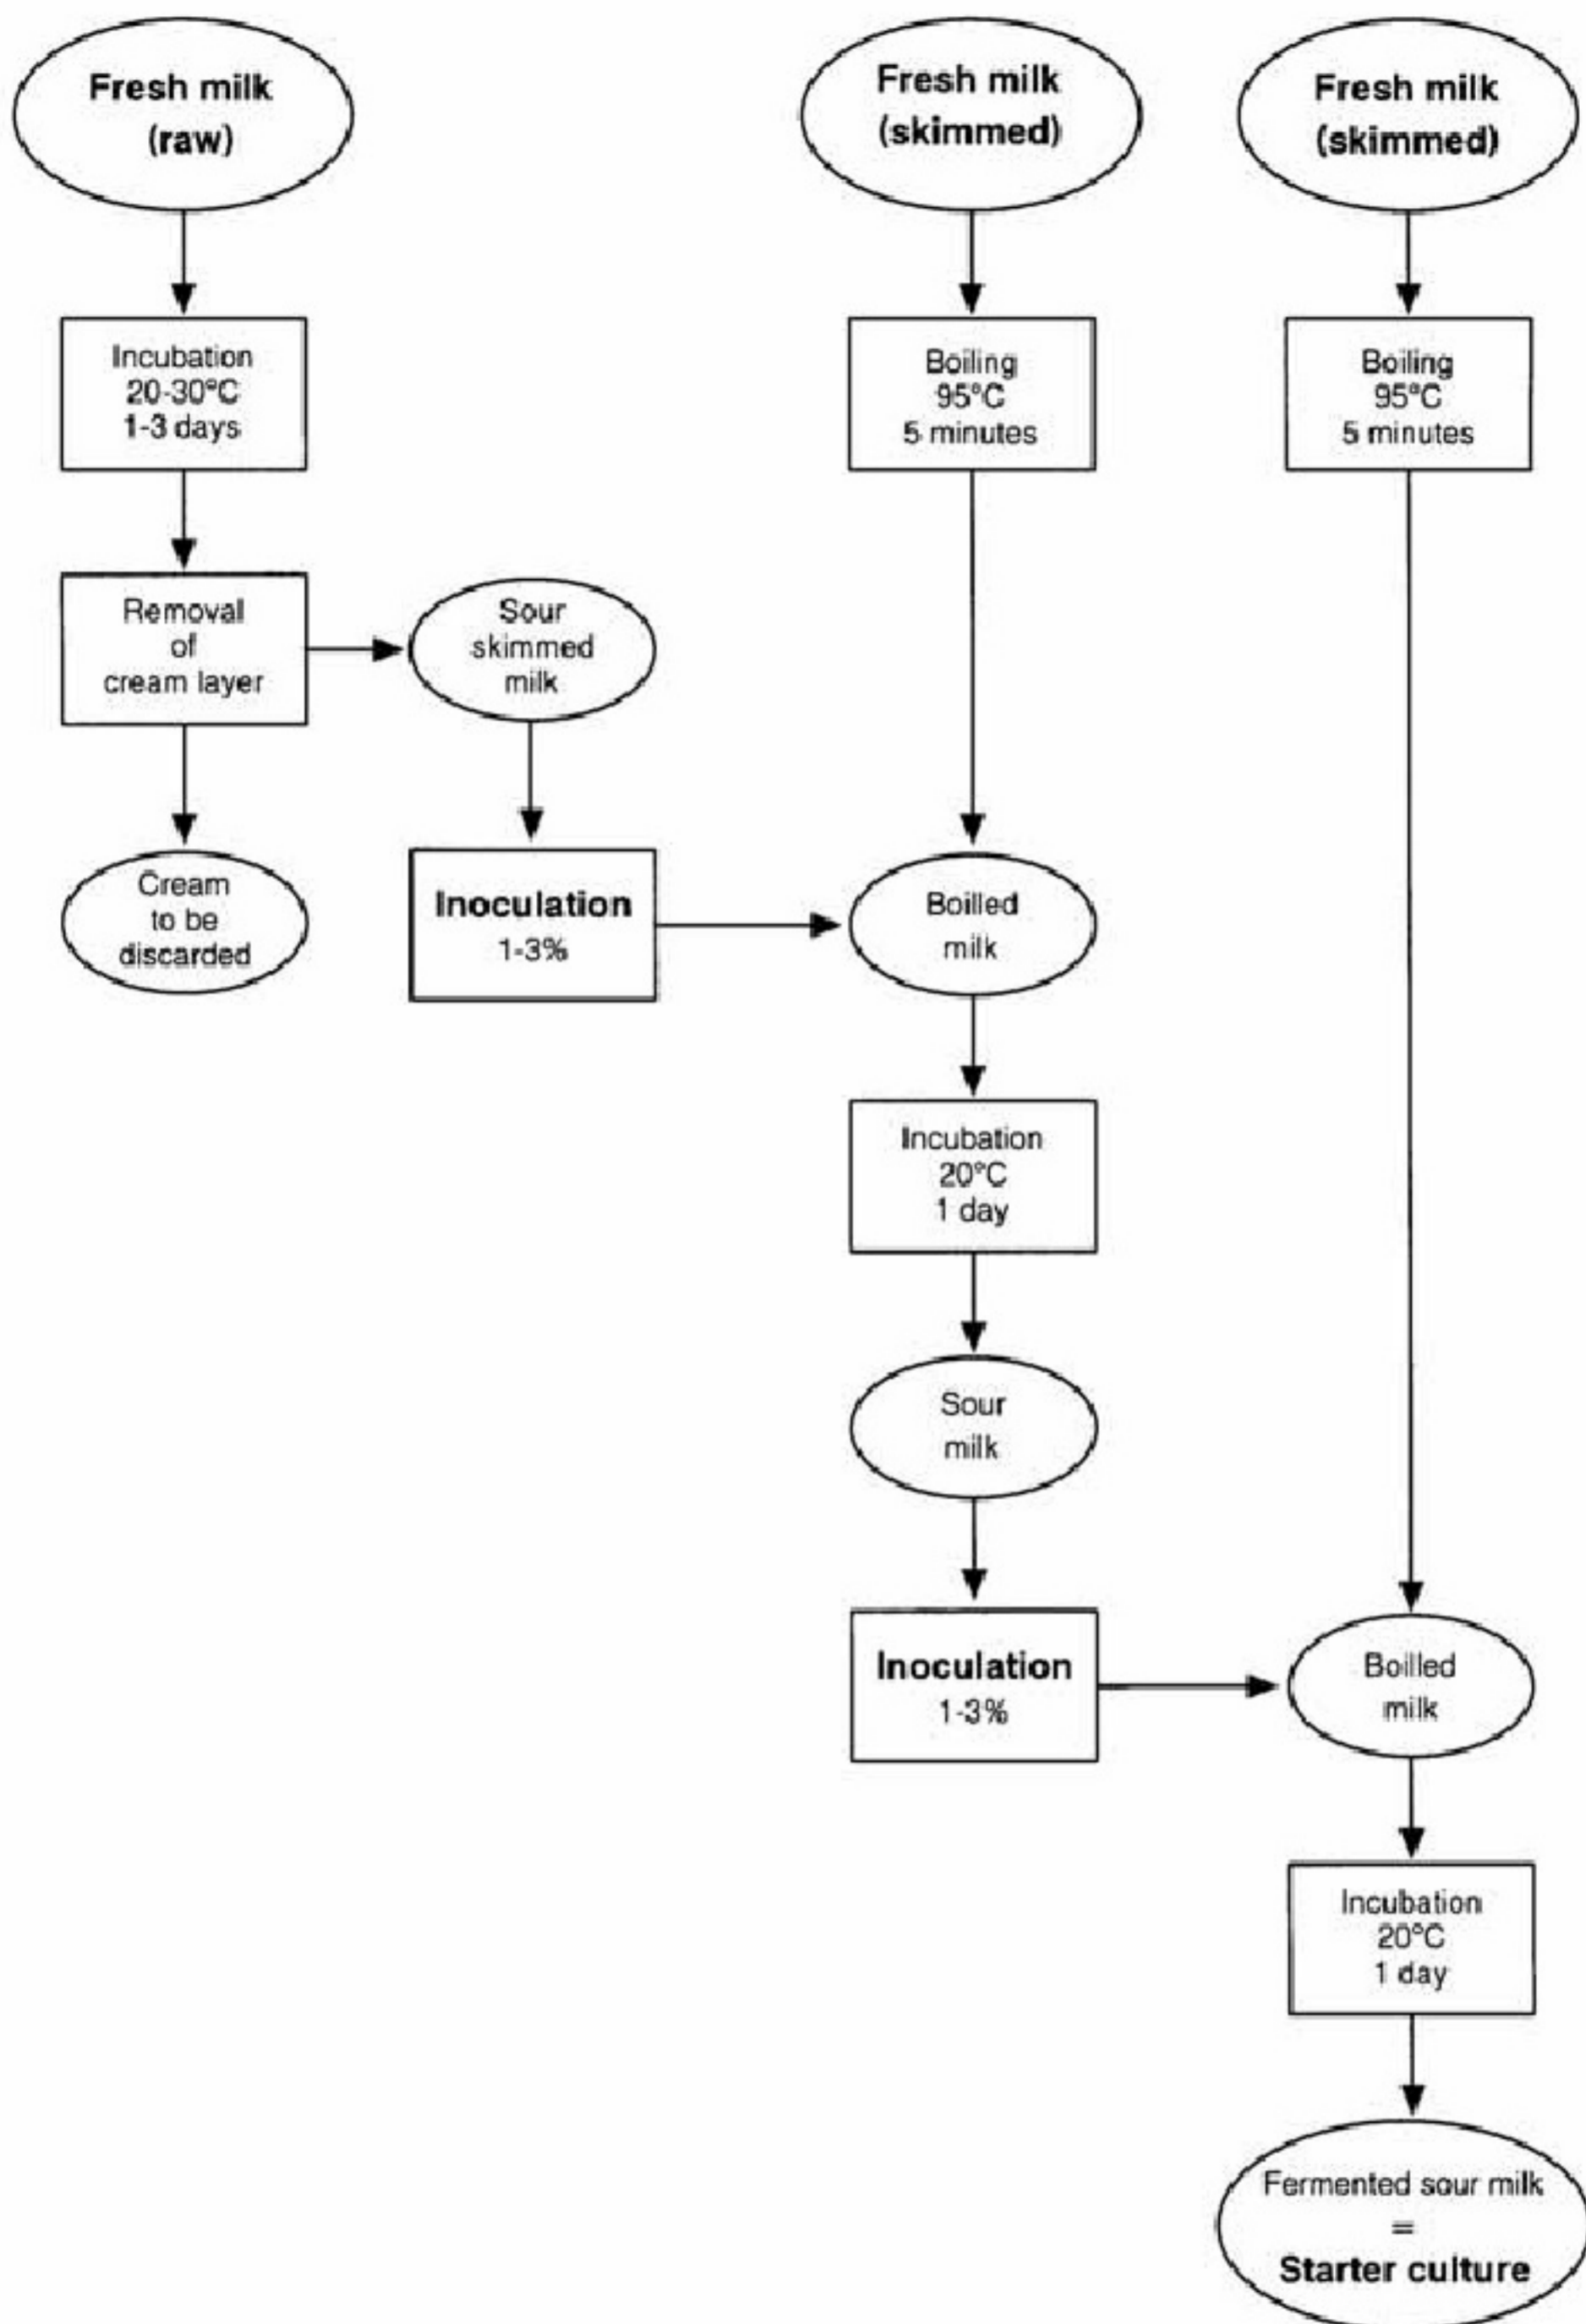 Fresh milk
(raw)
Fresh milk
(skimmed)
Fresh milk
(skimmed)
Incubation
20-30°C
1-3 days
Boiling
95°C
5 minutes
Boiling
95°C
5 minutes
Removal
of
cream layer
Sour
skimmed
milk
Cream
to be
discarded
Inoculation
1-3%
Boilled
milk
Incubation
20°C
1 day
Sour
milk
Inoculation
1-3%
Boilled
milk
Incubation
20°C
1 day
Fermented sour milk
=
Starter culture